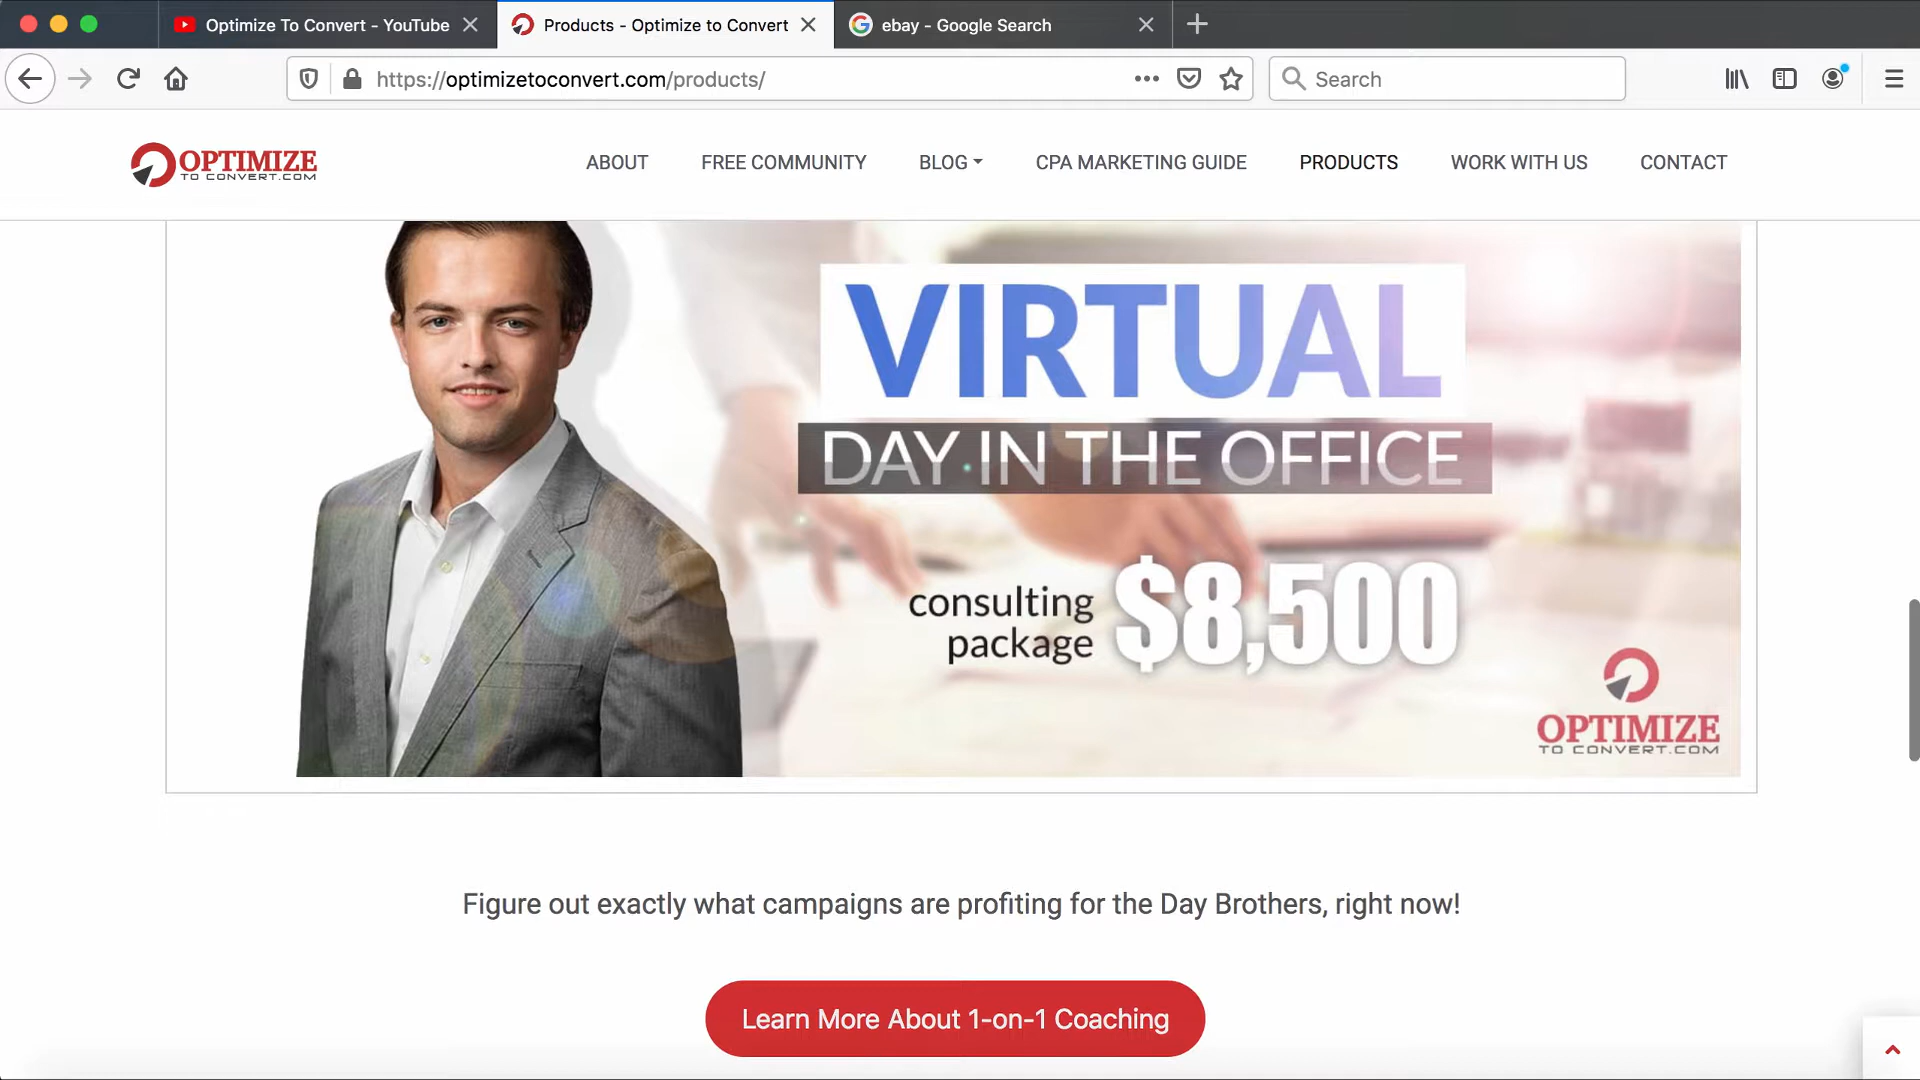 Optimize To Convert - YouTube
Products - Optimize to Convert
ebay - Google Search
https://optimizetoconvert.com/products/
Search
OPTIMIZE
TO CONVERT.COM
ABOUT
FREE COMMUNITY
BLOG
CPA MARKETING GUIDE
PRODUCTS
WORK WITH US
CONTACT
VIRTUAL
DAY IN THE OFFICE
consulting
package
$8,500
OPTIMIZE
TO CONVERT.COM
Figure out exactly what campaigns are profiting for the Day Brothers, right now!
Learn More About 1-on-1 Coaching